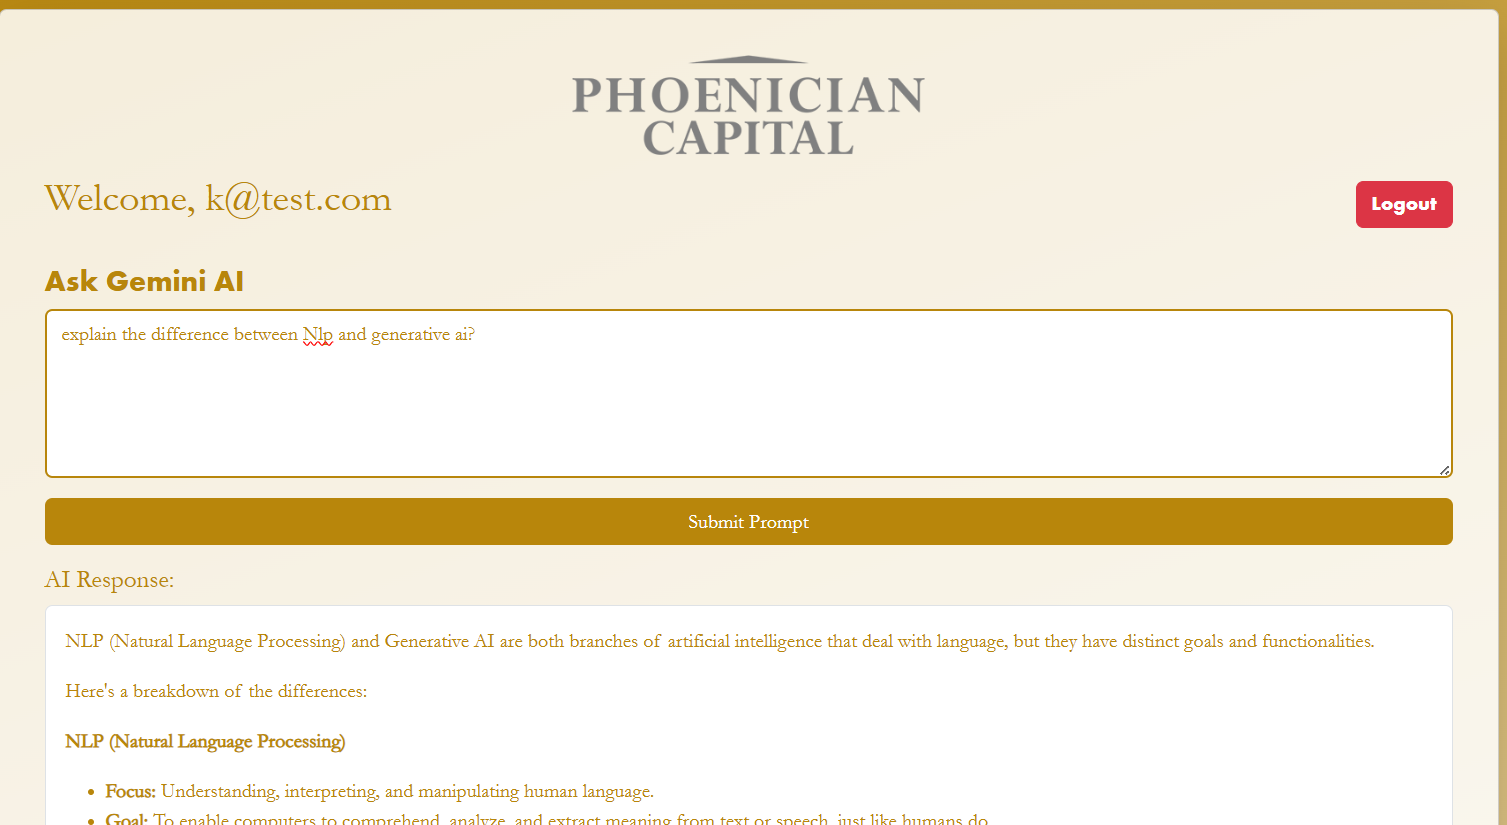 PHOENICIAN
CAPITAL
Welcome, k@test.com
Logout
Ask Gemini AI
explain the difference between Nlp and generative ai?
Submit Prompt
AI Response:
NLP (Natural Language Processing) and Generative AI are both branches of artificial intelligence that deal with language, but they have distinct goals and functionalities.
Here's a breakdown of the differences:
NLP (Natural Language Processing)
• Focus: Understanding, interpreting, and manipulating human language.
• Goal: To enable computers to comprehend, analyze, and extract meaning from text or speech, just like humans do.